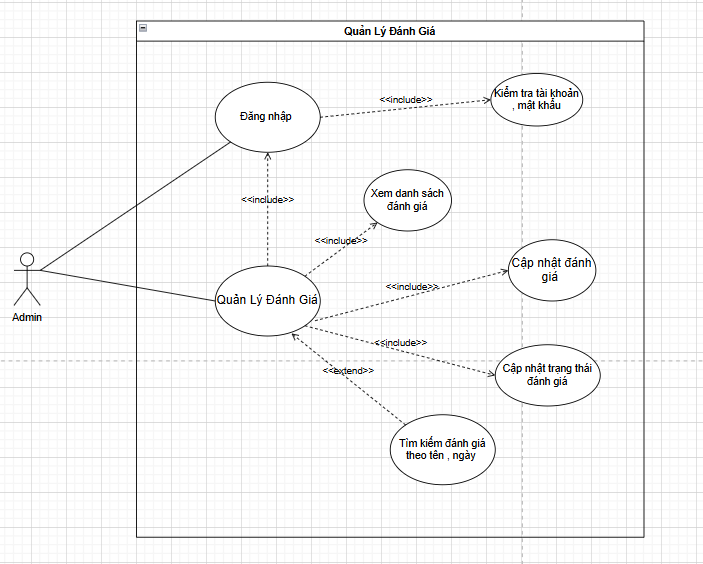 Quản Lý Đánh Giá
Đăng nhập
<<include>>
Kiểm tra tài khoản
, mật khẩu
<<include>>
Xem danh sách
đánh giá
<<include>>
Admin
Quản Lý Đánh Giá
<<include>>
Cập nhật đánh
giá
<<include>>
Cập nhật trạng thái
đánh giá
<<extend>>
Tìm kiếm đánh giá
theo tên , ngày